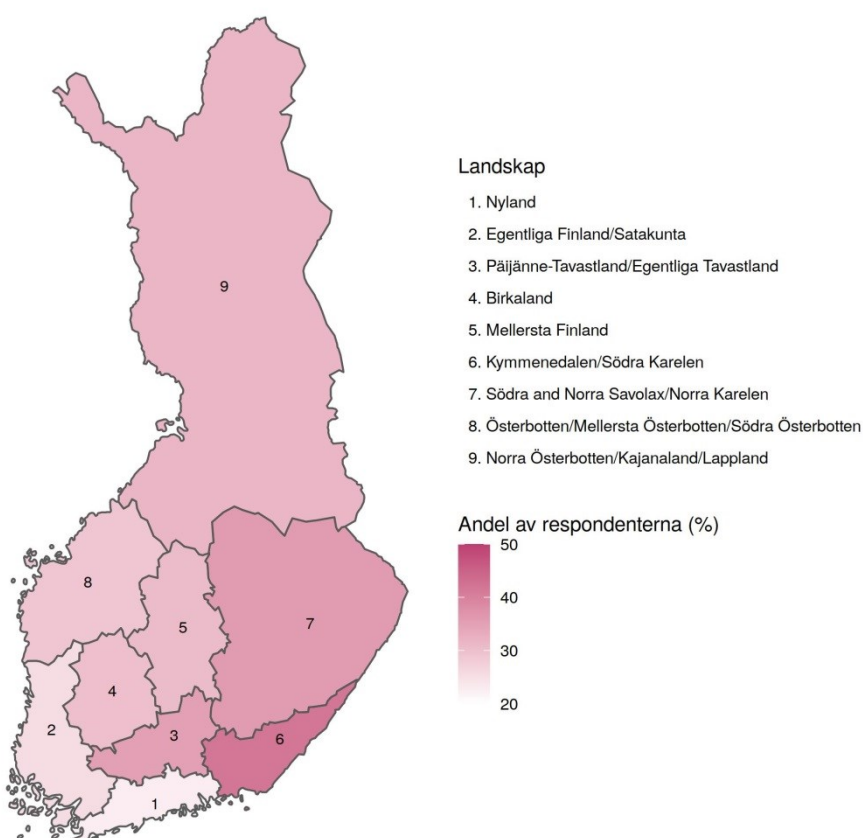 9
8
5
7
4
2
3
6
1
Landskap
1. Nyland
2. Egentliga Finland/Satakunta
3. Päijänne-Tavastland/Egentliga Tavastland
4. Birkaland
5. Mellersta Finland
6. Kymmenedalen/Södra Karelen
7. Södra and Norra Savolax/Norra Karelen
8. Österbotten/Mellersta Österbotten/Södra Österbotten
9. Norra Österbotten/Kajanaland/Lappland
Andel av respondenterna (%)
50
40
30
20